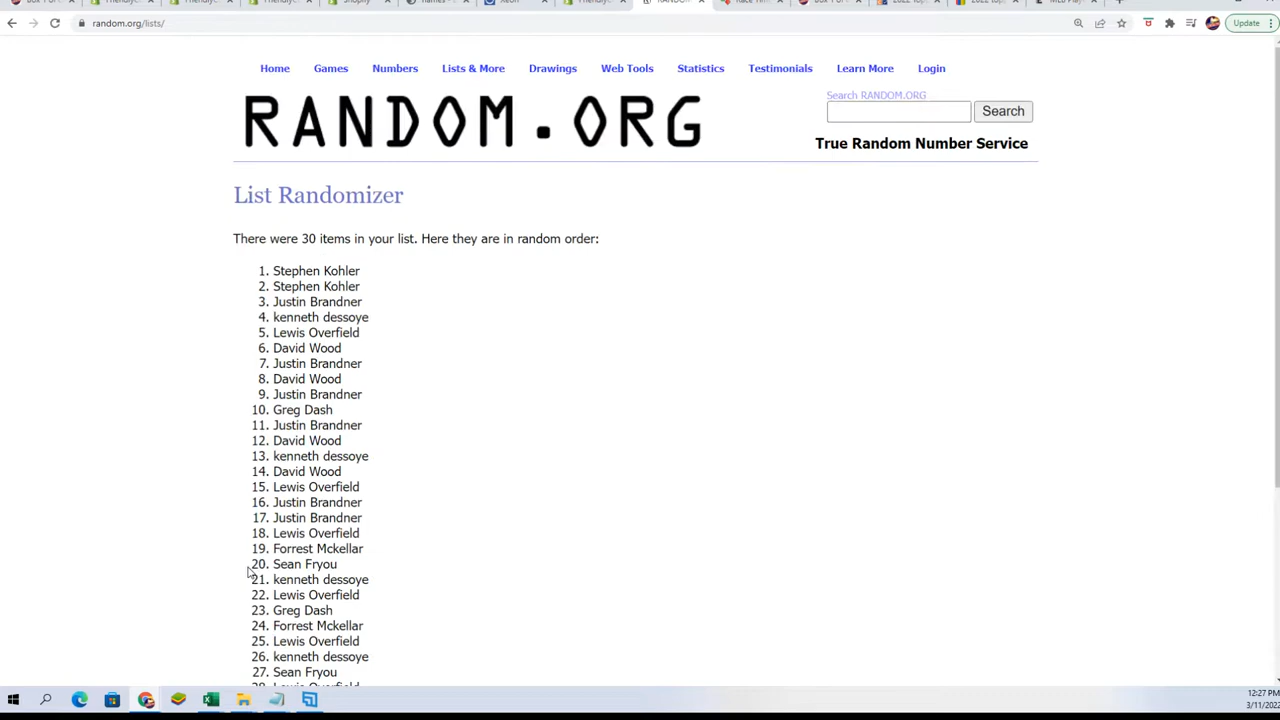 random.org/lists/
Update
Home Games Numbers Lists & More Drawings Web Tools Statistics Testimonials Learn More Login
RANDOM.ORG
Search RANDOM.ORG
Search
True Random Number Service
List Randomizer
There were 30 items in your list. Here they are in random order:
1. Stephen Kohler
2. Stephen Kohler
3. Justin Brandner
4. kenneth dessoye
5. Lewis Overfield
6. David Wood
7. Justin Brandner
8. David Wood
9. Justin Brandner
10. Greg Dash
11. Justin Brandner
12. David Wood
13. kenneth dessoye
14. David Wood
15. Lewis Overfield
16. Justin Brandner
17. Justin Brandner
18. Lewis Overfield
19. Forrest Mckellar
20. Sean Fryou
21. kenneth dessoye
22. Lewis Overfield
23. Greg Dash
24. Forrest Mckellar
25. Lewis Overfield
26. kenneth dessoye
27. Sean Fryou
28. Lewis Overfield
12:27 PM